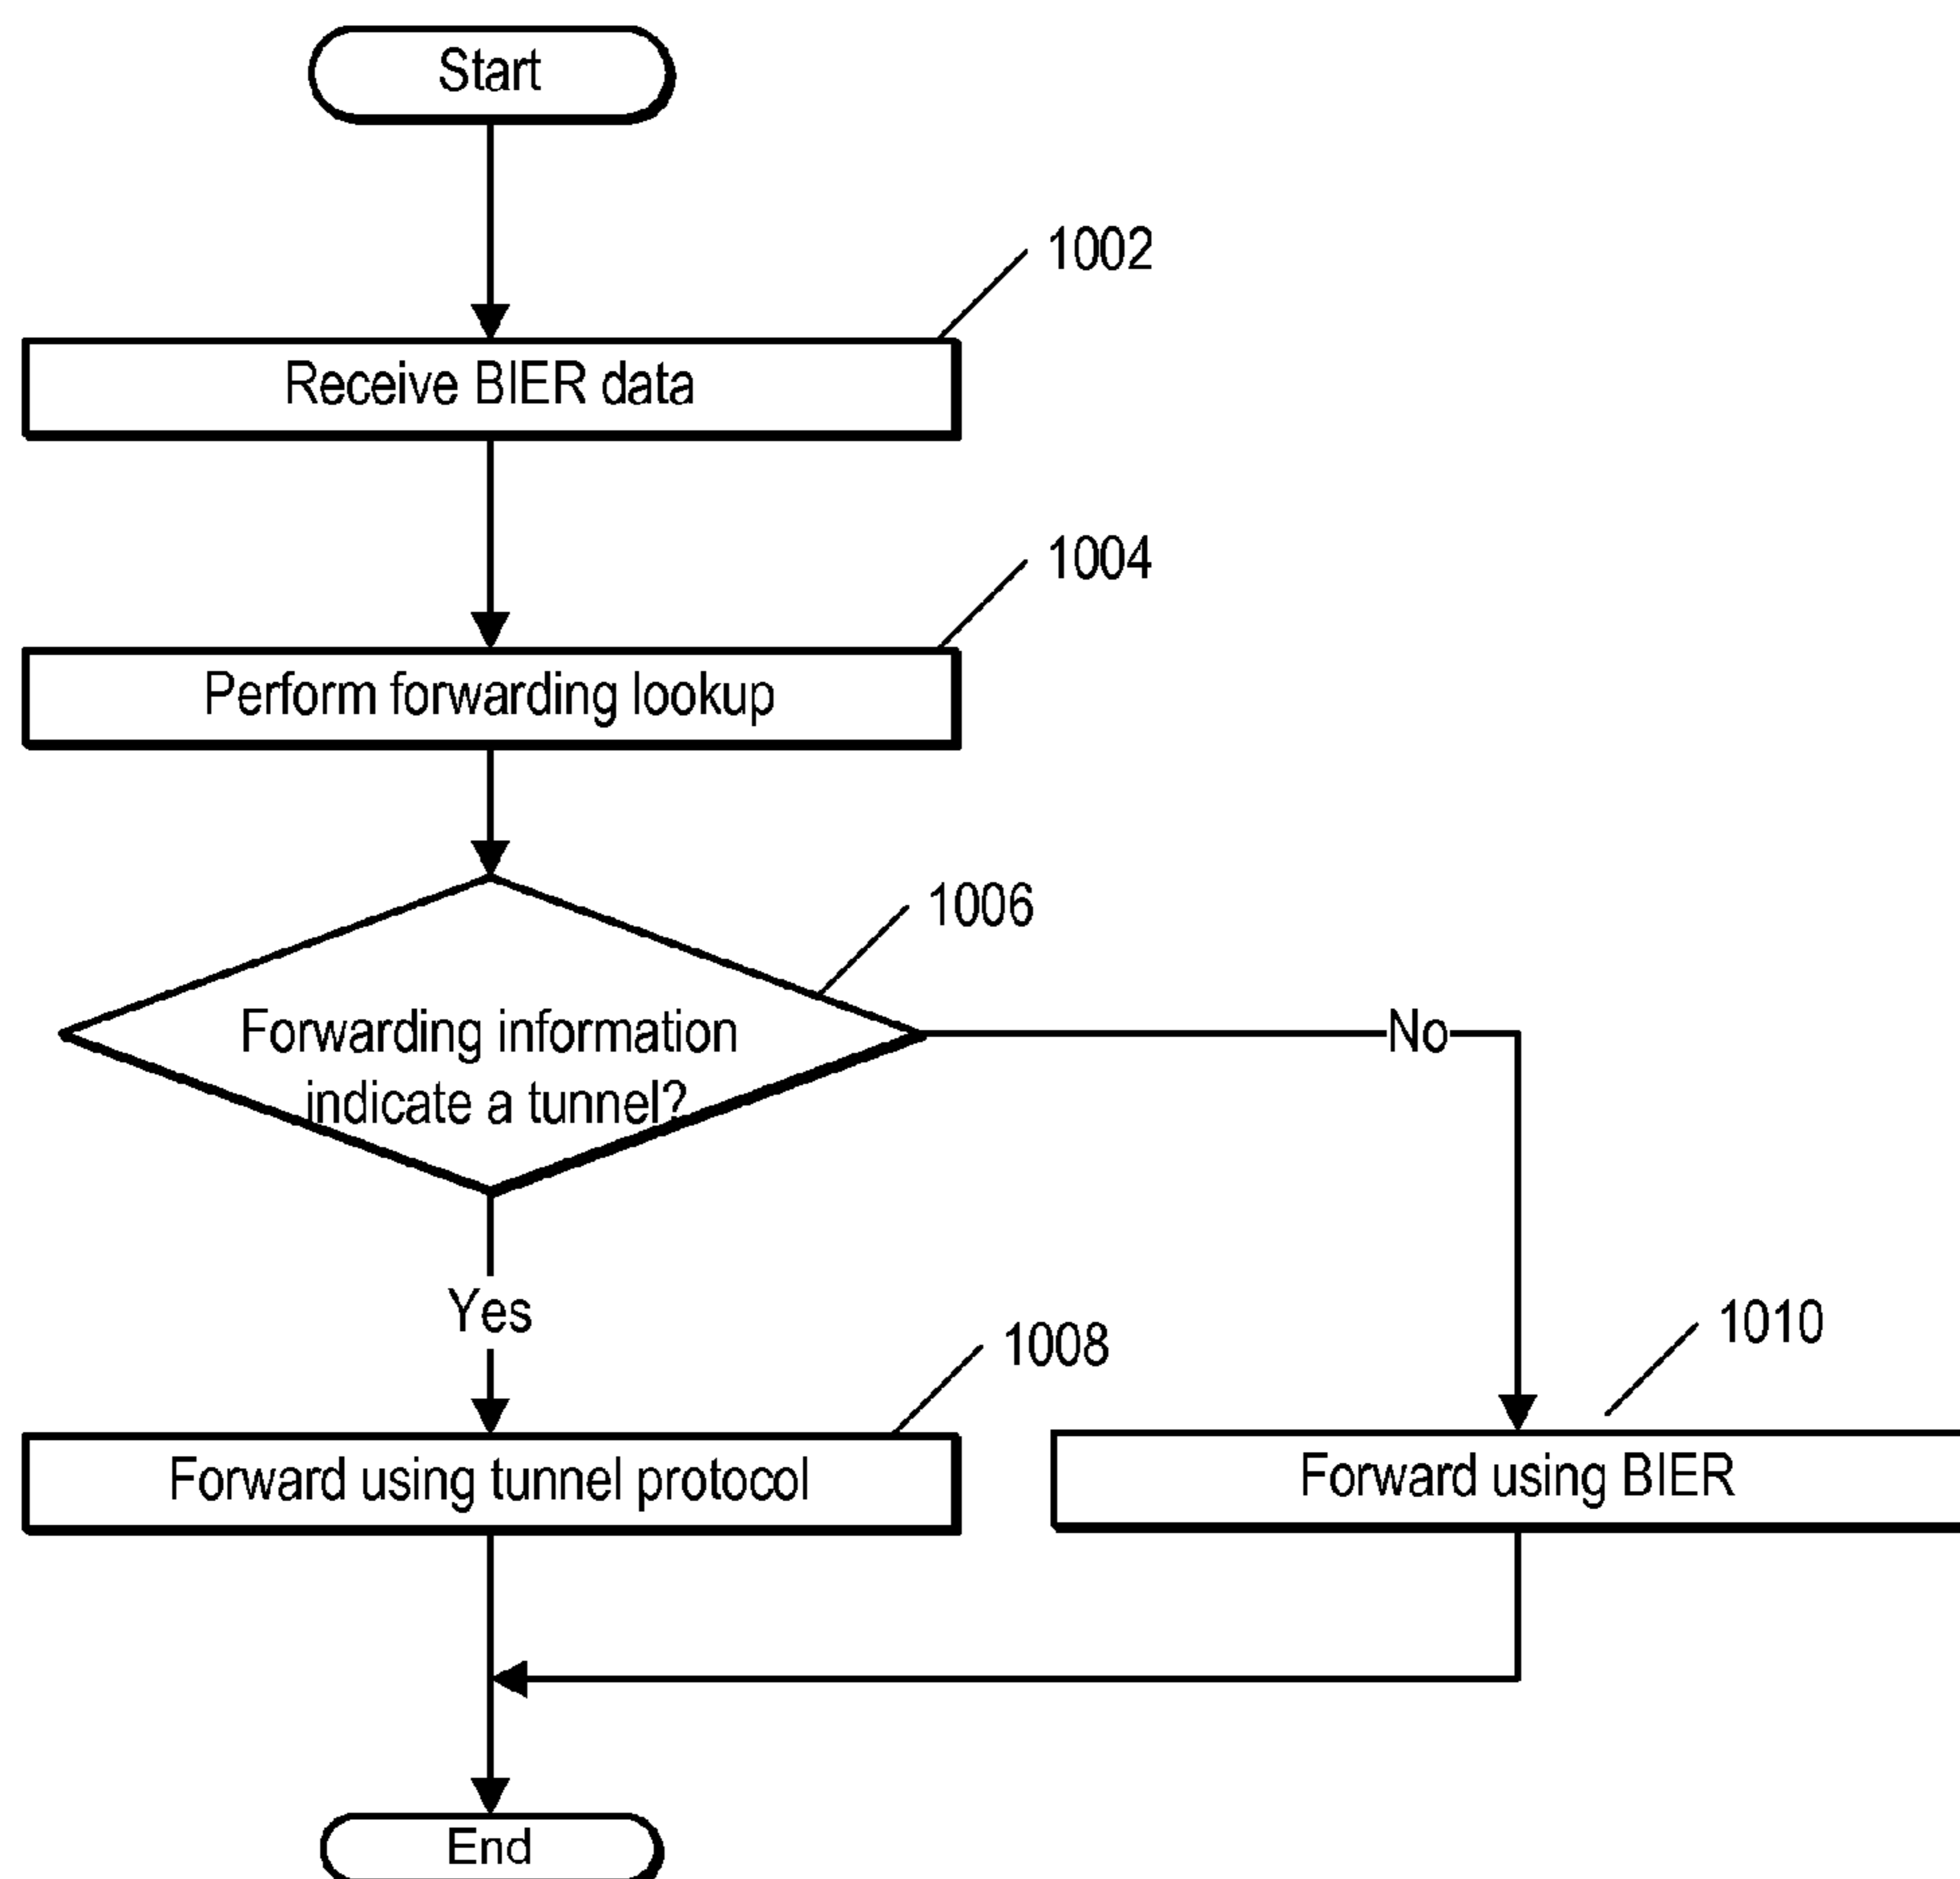 Start
1002
Receive BIER data
1004
Perform forwarding lookup
1006
Forwarding information
indicate a tunnel?
No
Yes
1008
1010
Forward using tunnel protocol
Forward using BIER
End